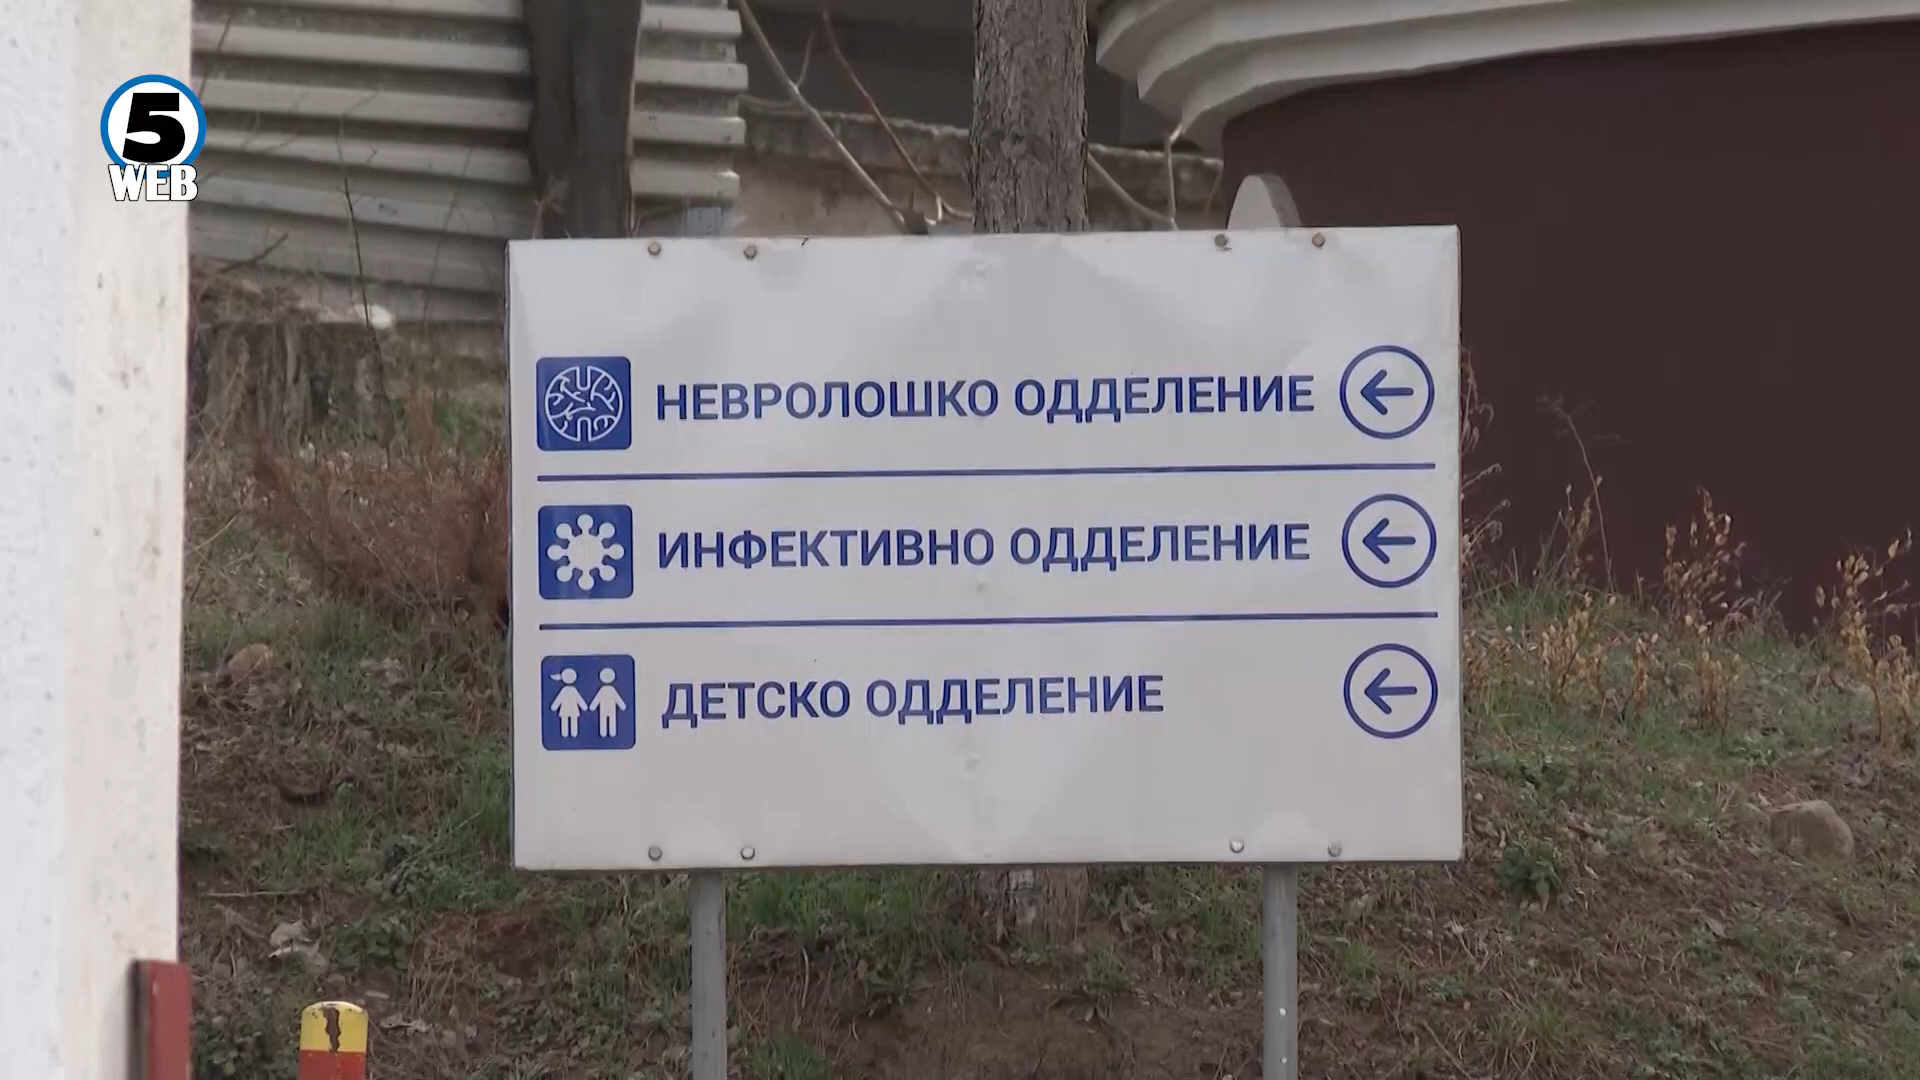 5
WEB
НЕВРОЛОШКО ОДДЕЛЕНИЕ
ИНФЕКТИВНО ОДДЕЛЕНИЕ
ДЕТСКО ОДДЕЛЕНИЕ